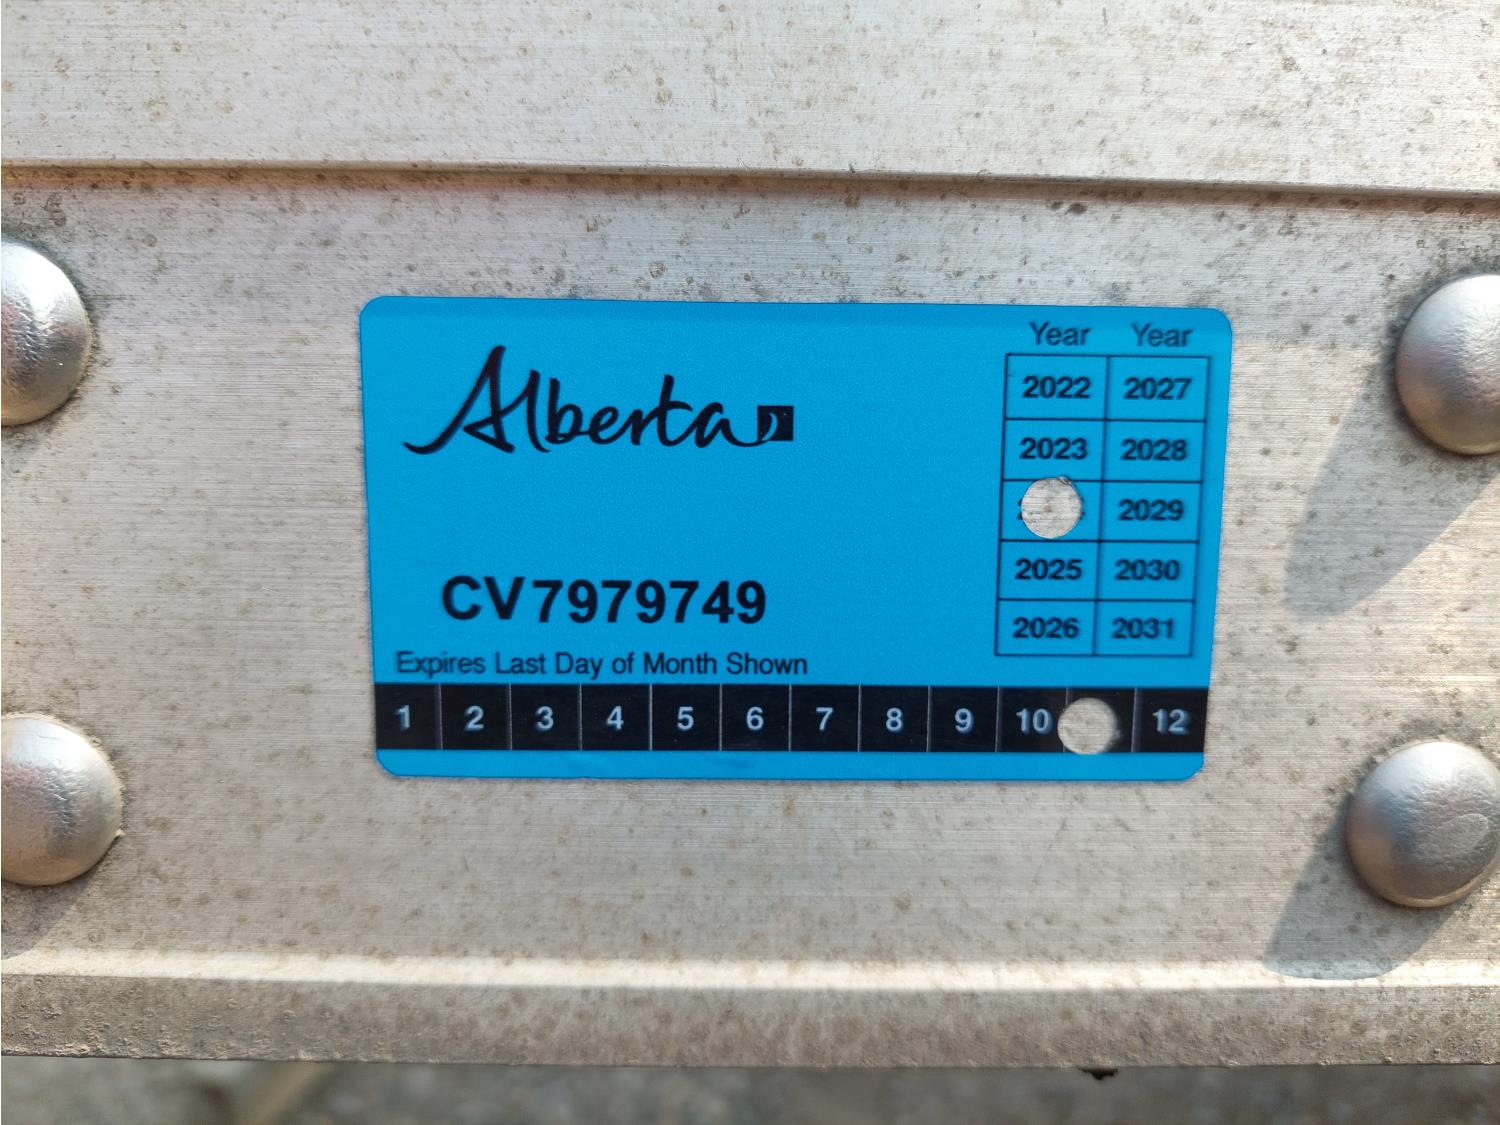 Alberta
Year Year
2022 2027
2023 2028
2029
2025 2030
2026 2031
CV7979749
Expires Last Day of Month Shown
1 2 3 4 5 6 7 8 9 10 12